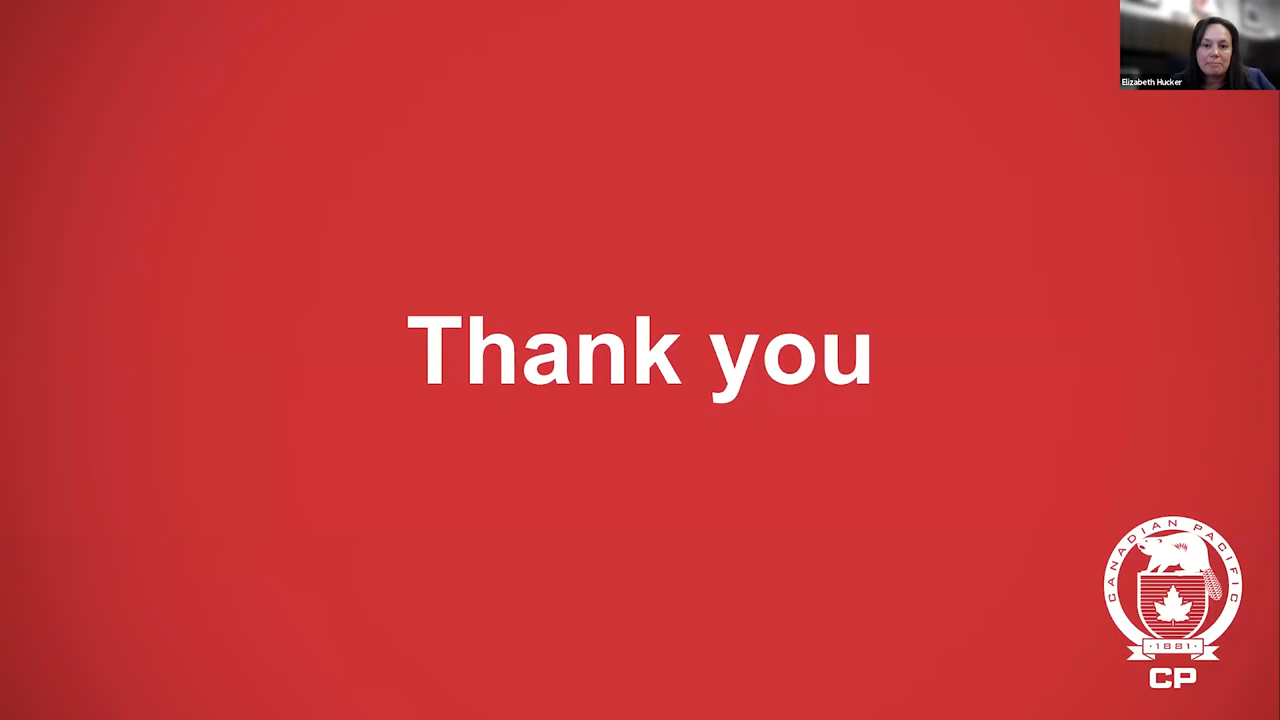 Elizabeth Hucker
Thank you
CANADIAN PACIFIC
·1881·
CP